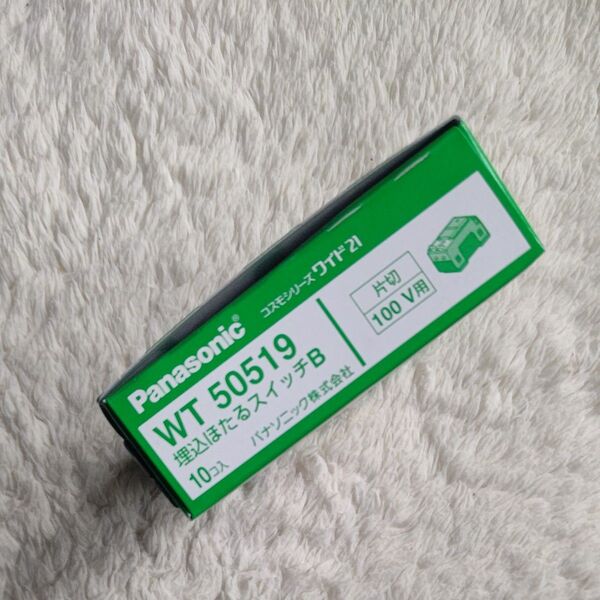 Panasonic®
コスモシリーズ ワイド21
WT 50519
埋込ほたるスイッチB
10コ入
パナソニック株式会社
片切
100 V用